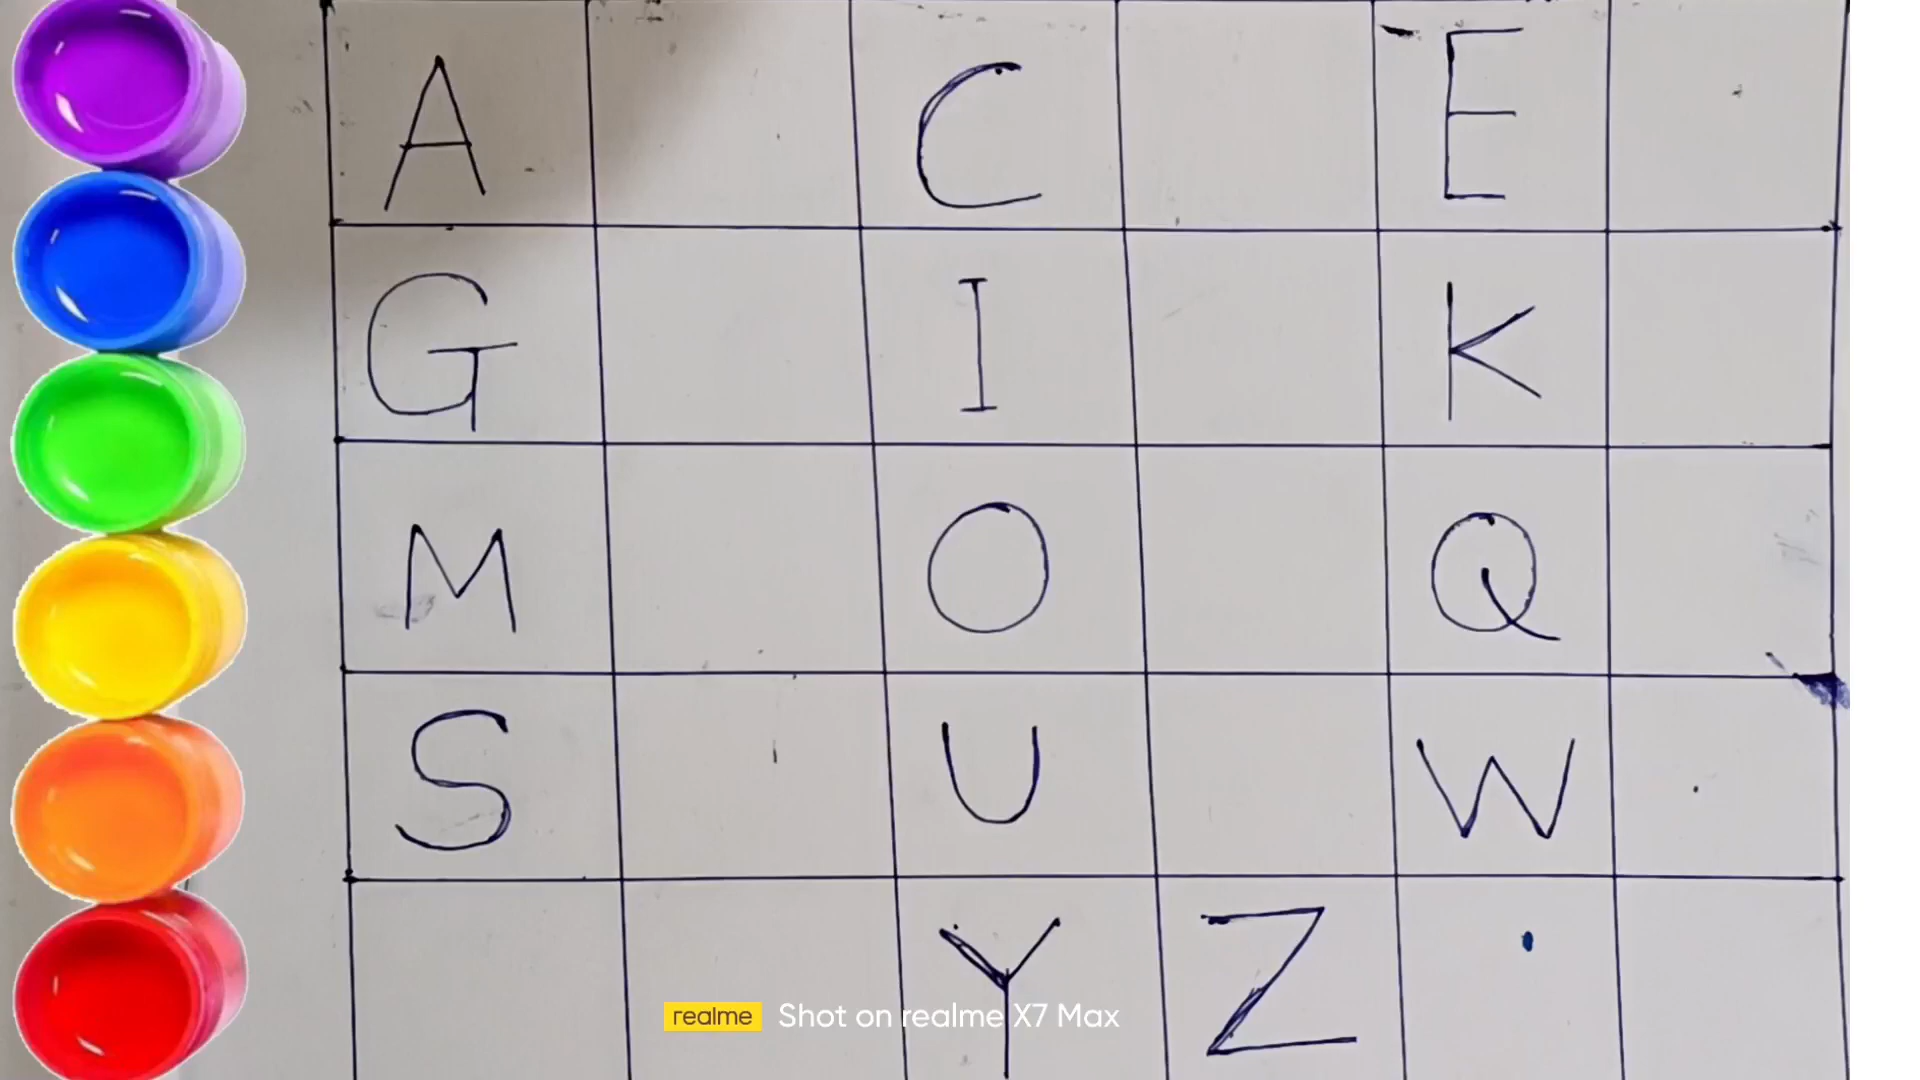 A C E
G I K
M O Q
S U W
Y Z
realme Shot on realme X7 Max